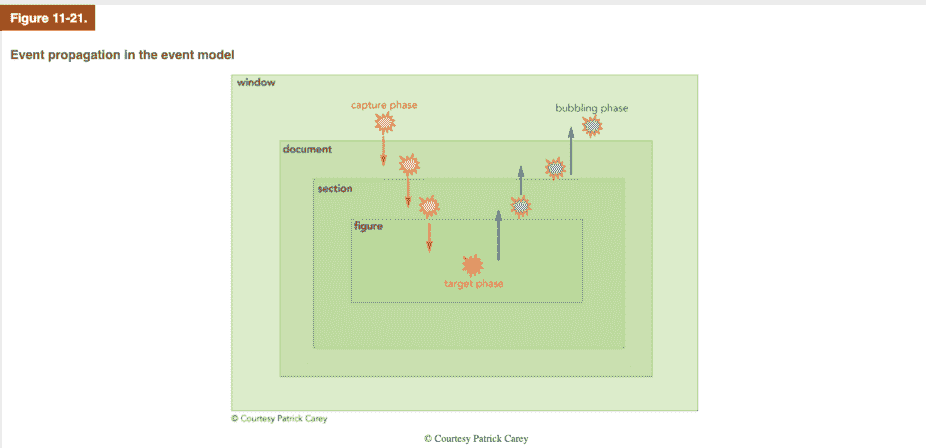 Figure 11-21.
Event propagation in the event model
window
capture phase
bubbling phase
document
section
figure
target phase
© Courtesy Patrick Carey
© Courtesy Patrick Carey